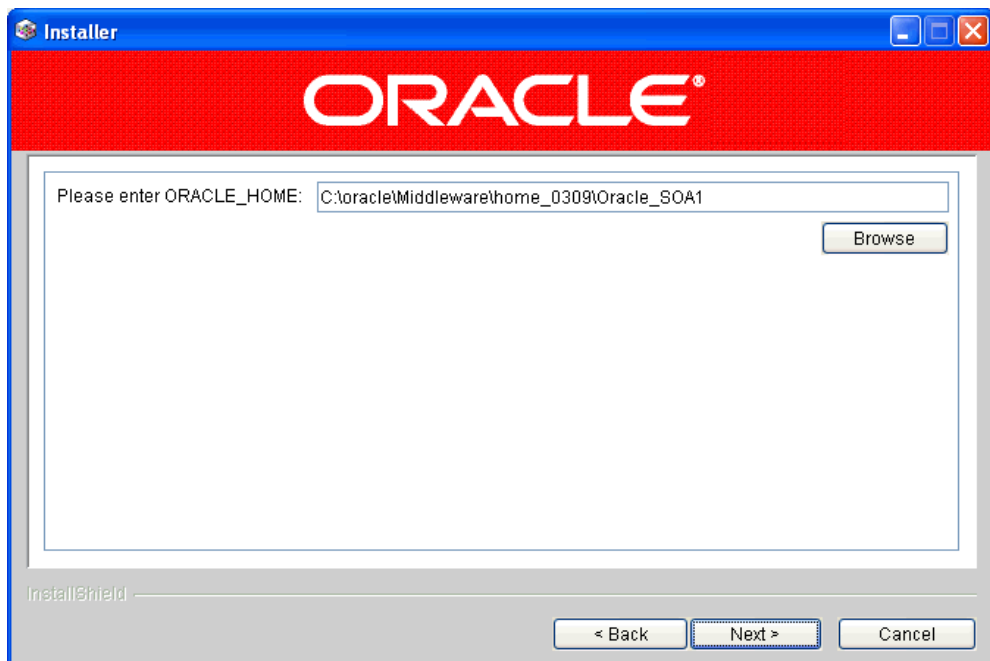 Installer
ORACLE®
Please enter ORACLE_HOME: C:\oracle\Middleware\home_0309\Oracle_SOA1
Browse
InstallShield
< Back Next > Cancel